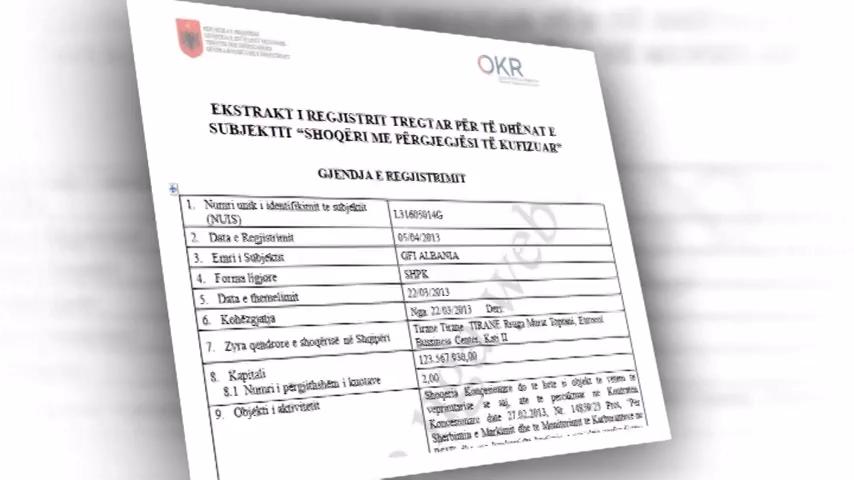 OKR
EKSTRAKT I REGJISTRIT TREGTAR PËR TË DHËNAT E
SUBJEKTIT "SHOQËRI ME PËRGJEGJËSI TË KUFIZUAR"
GJENDJA E REGJISTRIMIT
1. Numri unik i identifikimit te subjektit
(NUIS)
L31605014G
2. Data e Regjistrimit
05/04/2013
3. Emri i Subjektit
GFI ALBANIA
4. Forma ligjore
SHPK
5. Data e themelimit
22/03/2013
6. Kohëzgjatja
Nga: 22/03/2013 Deri:
7. Zyra qendrore e shoqërisë në Shqipëri
Tirane Tirane TIRANE Rruga Murat Toptani, Eurocol
Bussiness Center, Kati II
8. Kapitali
123.567.930,00
8.1 Numri i përgjithshëm i kuotave
2,00
9. Objekti i aktivitetit
Shoqeria Koncesionare do te kete si objekt te vetem te
veprimtarise se saj, ate te percaktuar ne Kontraten
Koncesionare date 27.02.2013, Nr. 14839/23 Prot, "Per
Sherbimin e Markimit dhe te Monitorimit te Karburanteve ne